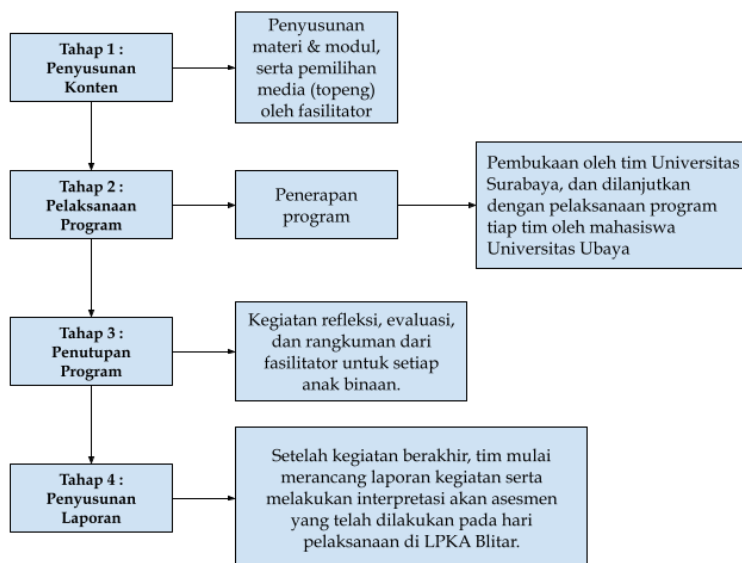 Tahap 1 :
Penyusunan
Konten
Penyusunan
materi & modul,
serta pemilihan
media (topeng)
oleh fasilitator
Tahap 2 :
Pelaksanaan
Program
Penerapan
program
Pembukaan oleh tim Universitas
Surabaya, dan dilanjutkan
dengan pelaksanaan program
tiap tim oleh mahasiswa
Universitas Ubaya
Tahap 3 :
Penutupan
Program
Kegiatan refleksi, evaluasi,
dan rangkuman dari
fasilitator untuk setiap
anak binaan.
Tahap 4 :
Penyusunan
Laporan
Setelah kegiatan berakhir, tim mulai
merancang laporan kegiatan serta
melakukan interpretasi akan asesmen
yang telah dilakukan pada hari
pelaksanaan di LPKA Blitar.